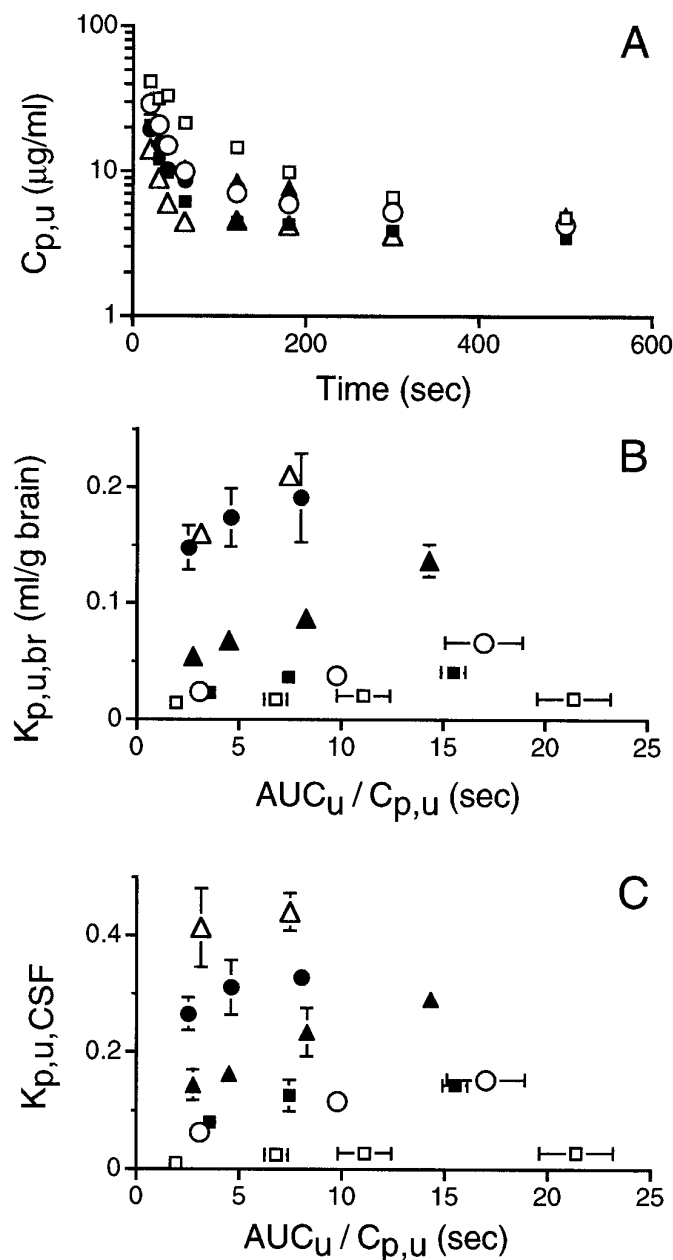 A
100
10
1
Cp,u (μg/ml)
0 200 400 600
Time (sec)
B
0.2
0.1
0
Kp,u,br (ml/g brain)
0 5 10 15 20 25
AUCu / Cp,u (sec)
C
0.4
0.2
0
Kp,u,CSF
0 5 10 15 20 25
AUCu / Cp,u (sec)